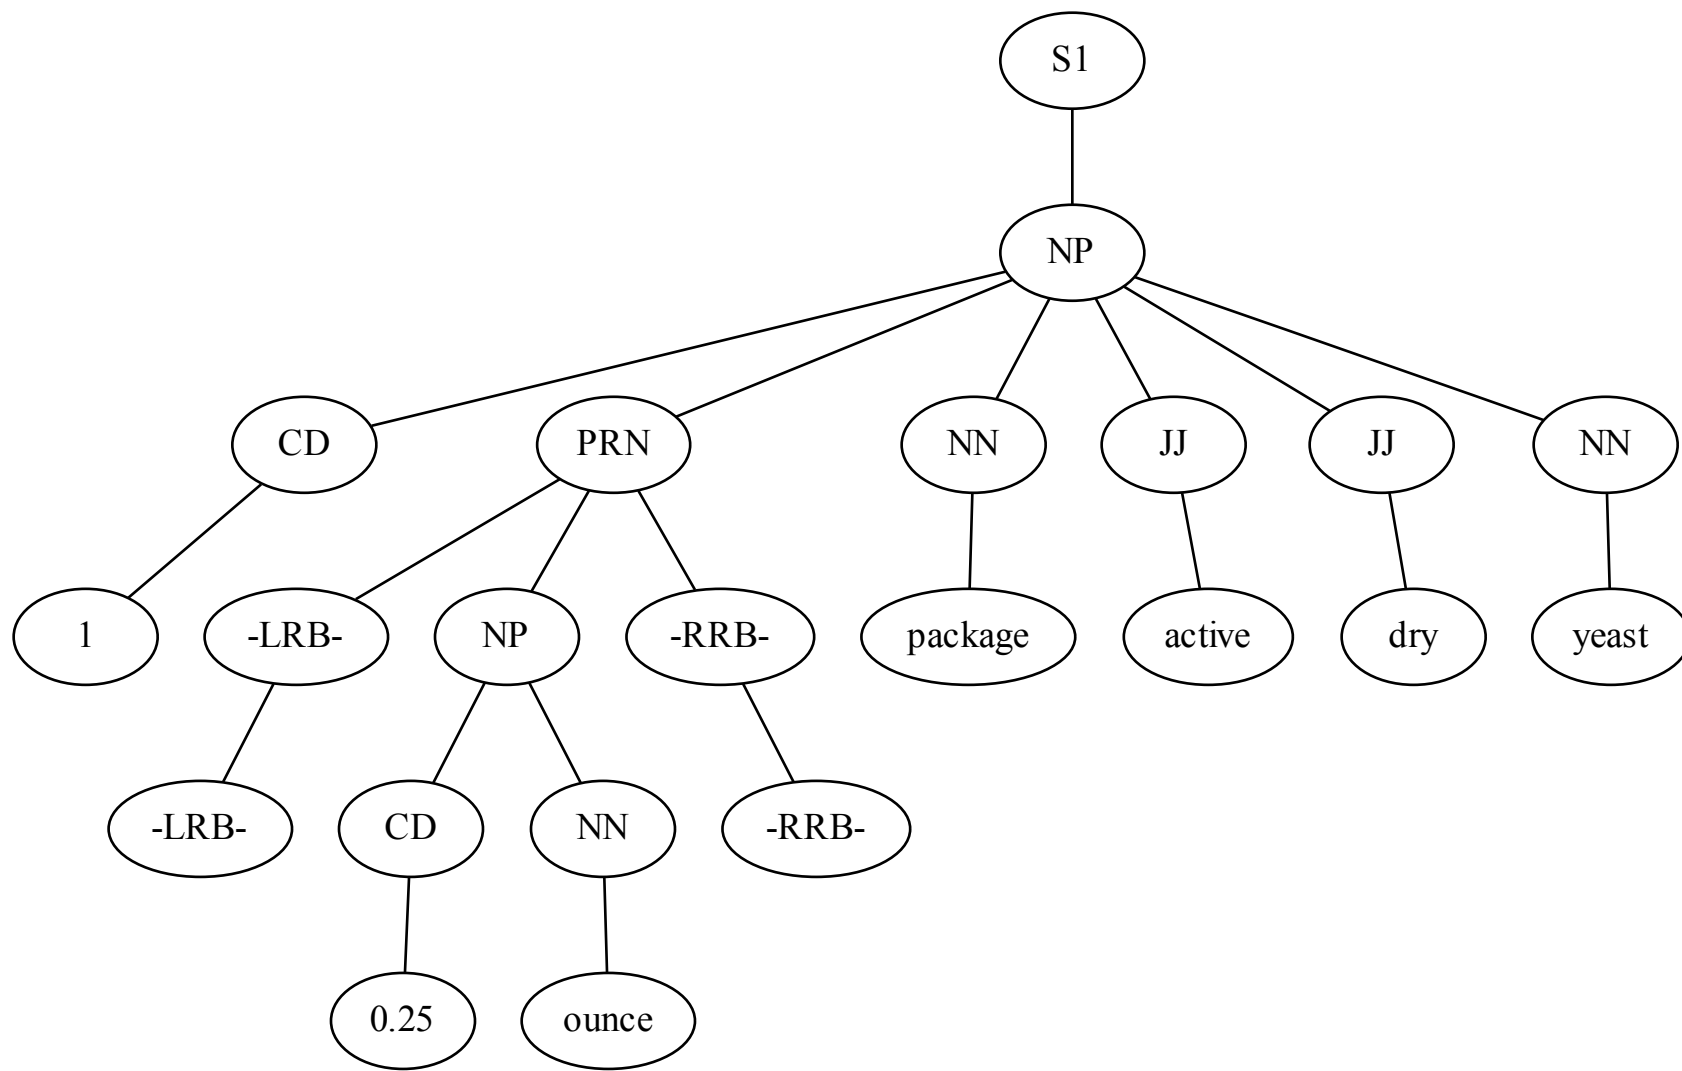 S1
NP
CD PRN NN JJ JJ NN
1 -LRB- NP -RRB- package active dry yeast
-LRB- CD NN -RRB-
0.25 ounce